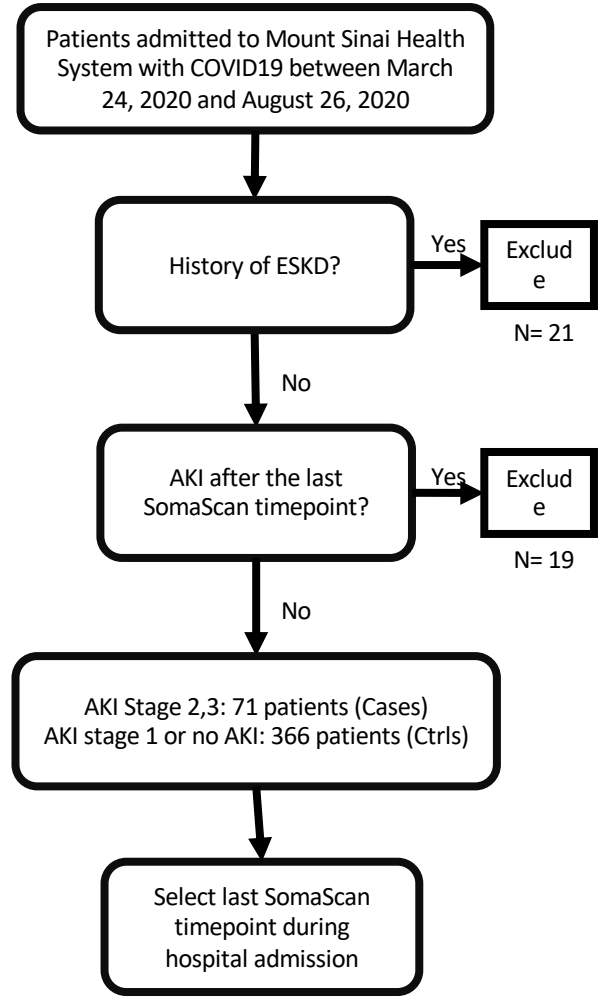 Patients admitted to Mount Sinai Health
System with COVID19 between March
24, 2020 and August 26, 2020
History of ESKD?
Yes
Exclud
e
N= 21
No
AKI after the last
SomaScan timepoint?
Yes
Exclud
e
N= 19
No
AKI Stage 2,3: 71 patients (Cases)
AKI stage 1 or no AKI: 366 patients (Ctrls)
Select last SomaScan
timepoint during
hospital admission